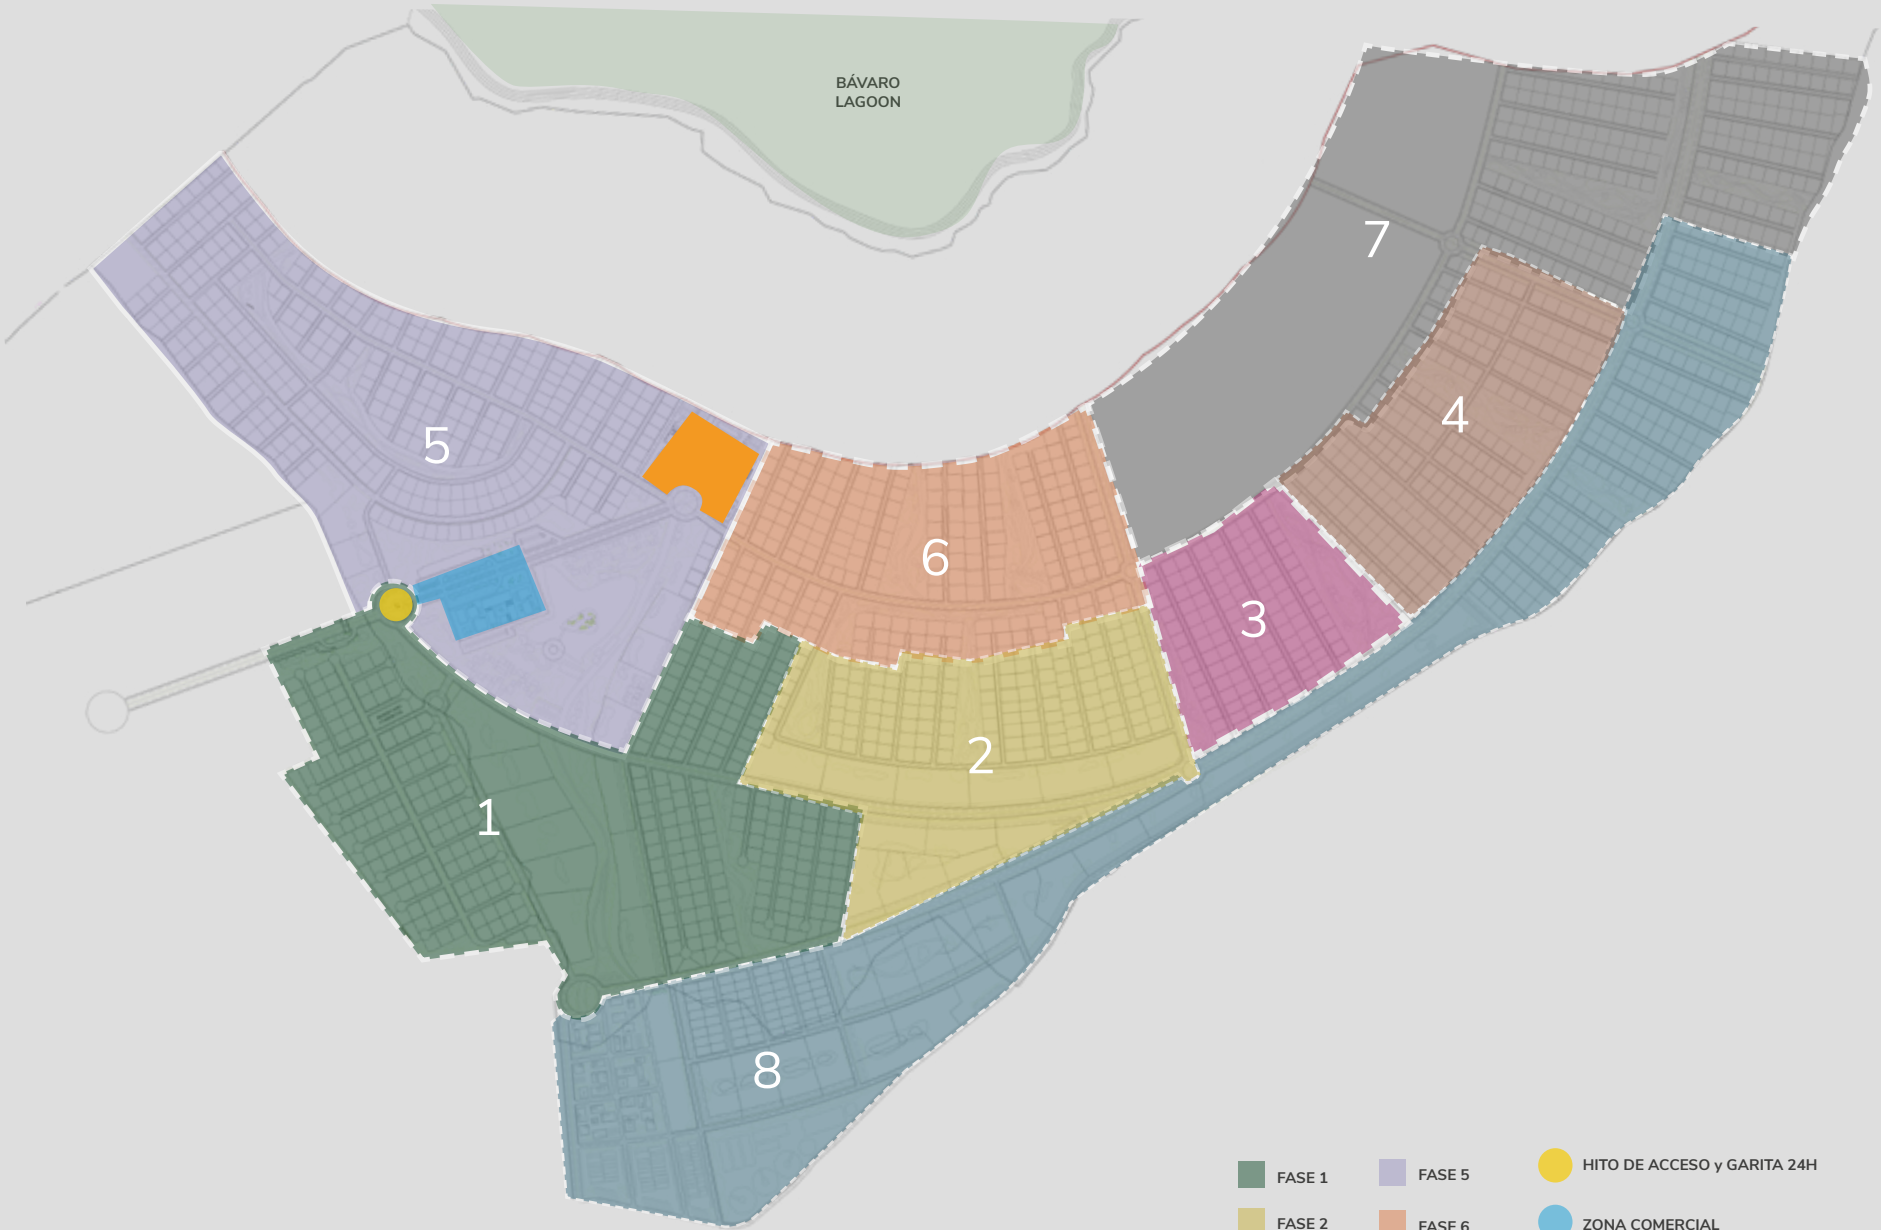 BÁVARO
LAGOON
7
4
5
6
3
2
1
8
FASE 1
FASE 5
HITO DE ACCESO y GARITA 24H
FASE 2
FASE 6
ZONA COMERCIAL